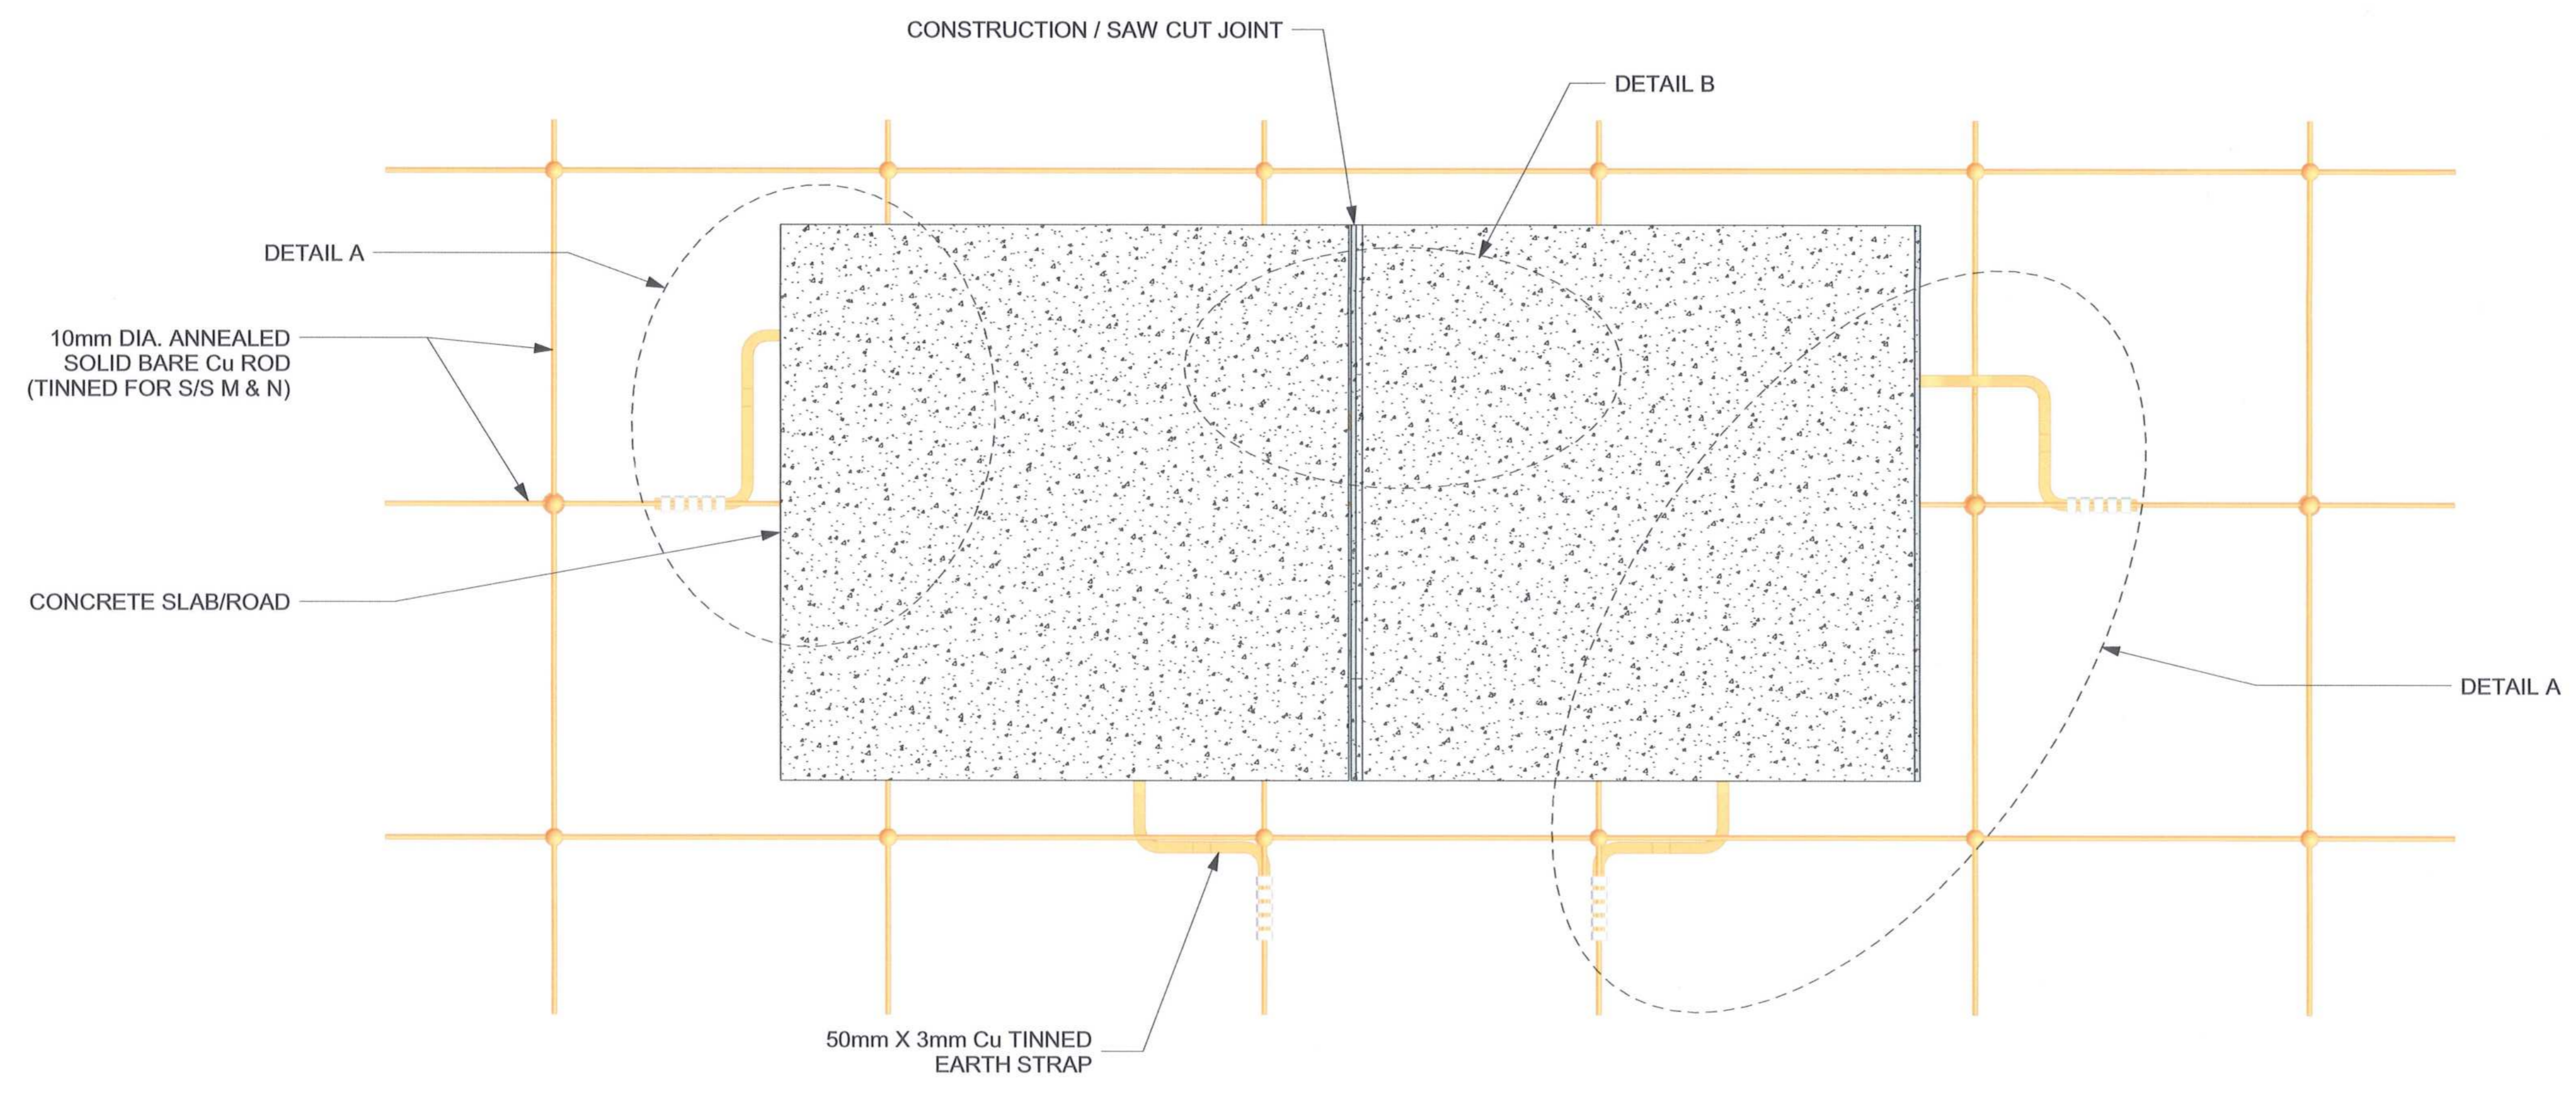 CONSTRUCTION / SAW CUT JOINT
DETAIL B
DETAIL A
10mm DIA. ANNEALED
SOLID BARE Cu ROD
(TINNED FOR S/S M & N)
CONCRETE SLAB/ROAD
DETAIL A
50mm X 3mm Cu TINNED
EARTH STRAP